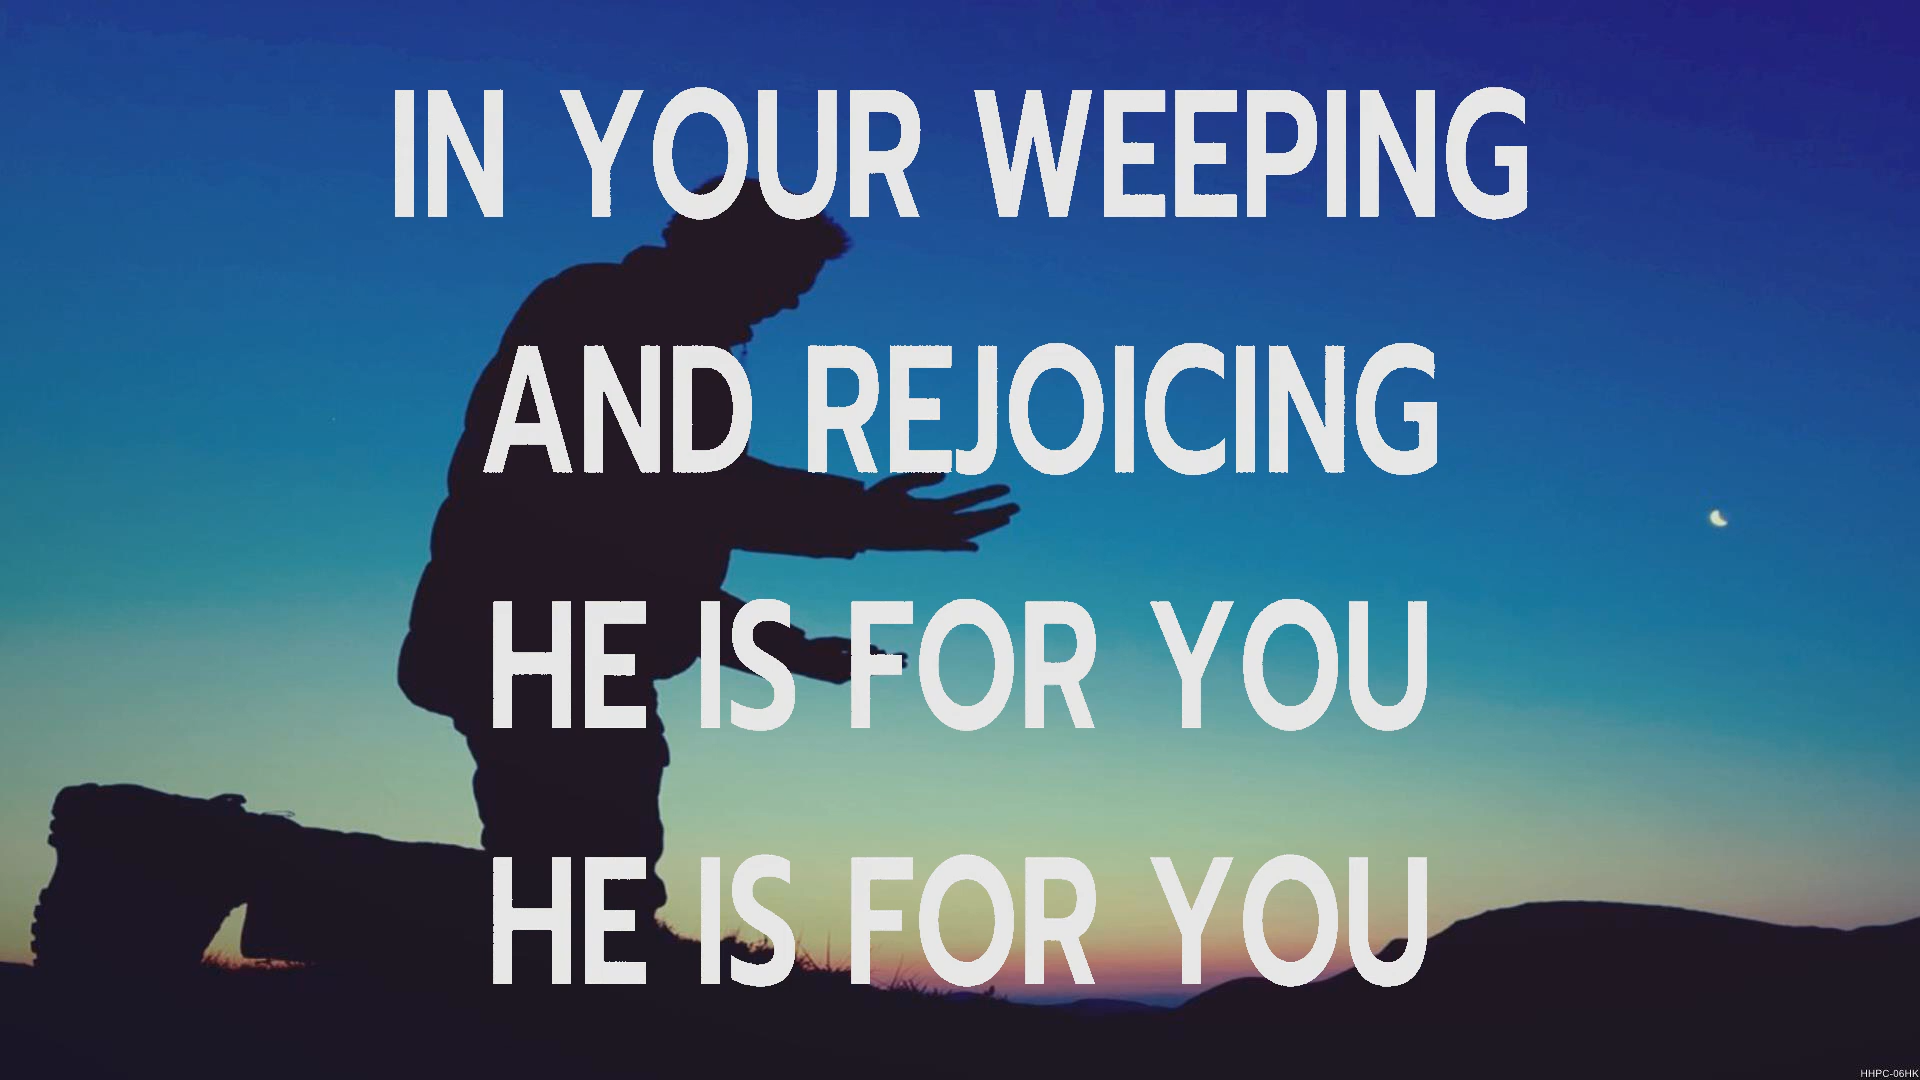 IN YOUR WEEPING
AND REJOICING
HE IS FOR YOU
HE IS FOR YOU
HHPC-06HK